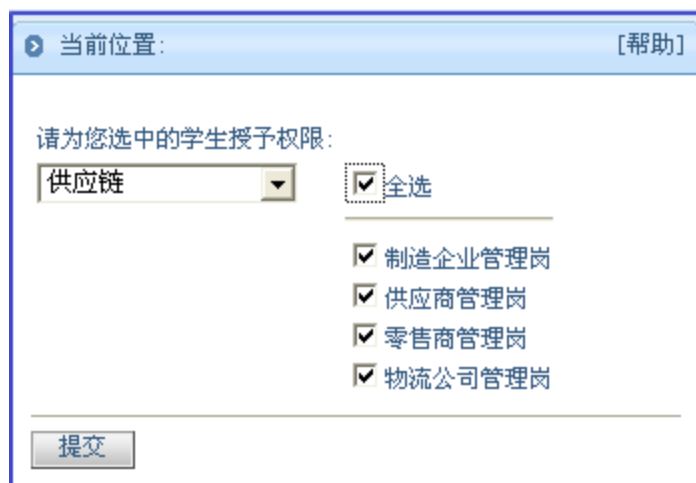 当前位置: [帮助]
请为您选中的学生授予权限:
供应链 全选
制造企业管理岗
供应商管理岗
零售商管理岗
物流公司管理岗
提交